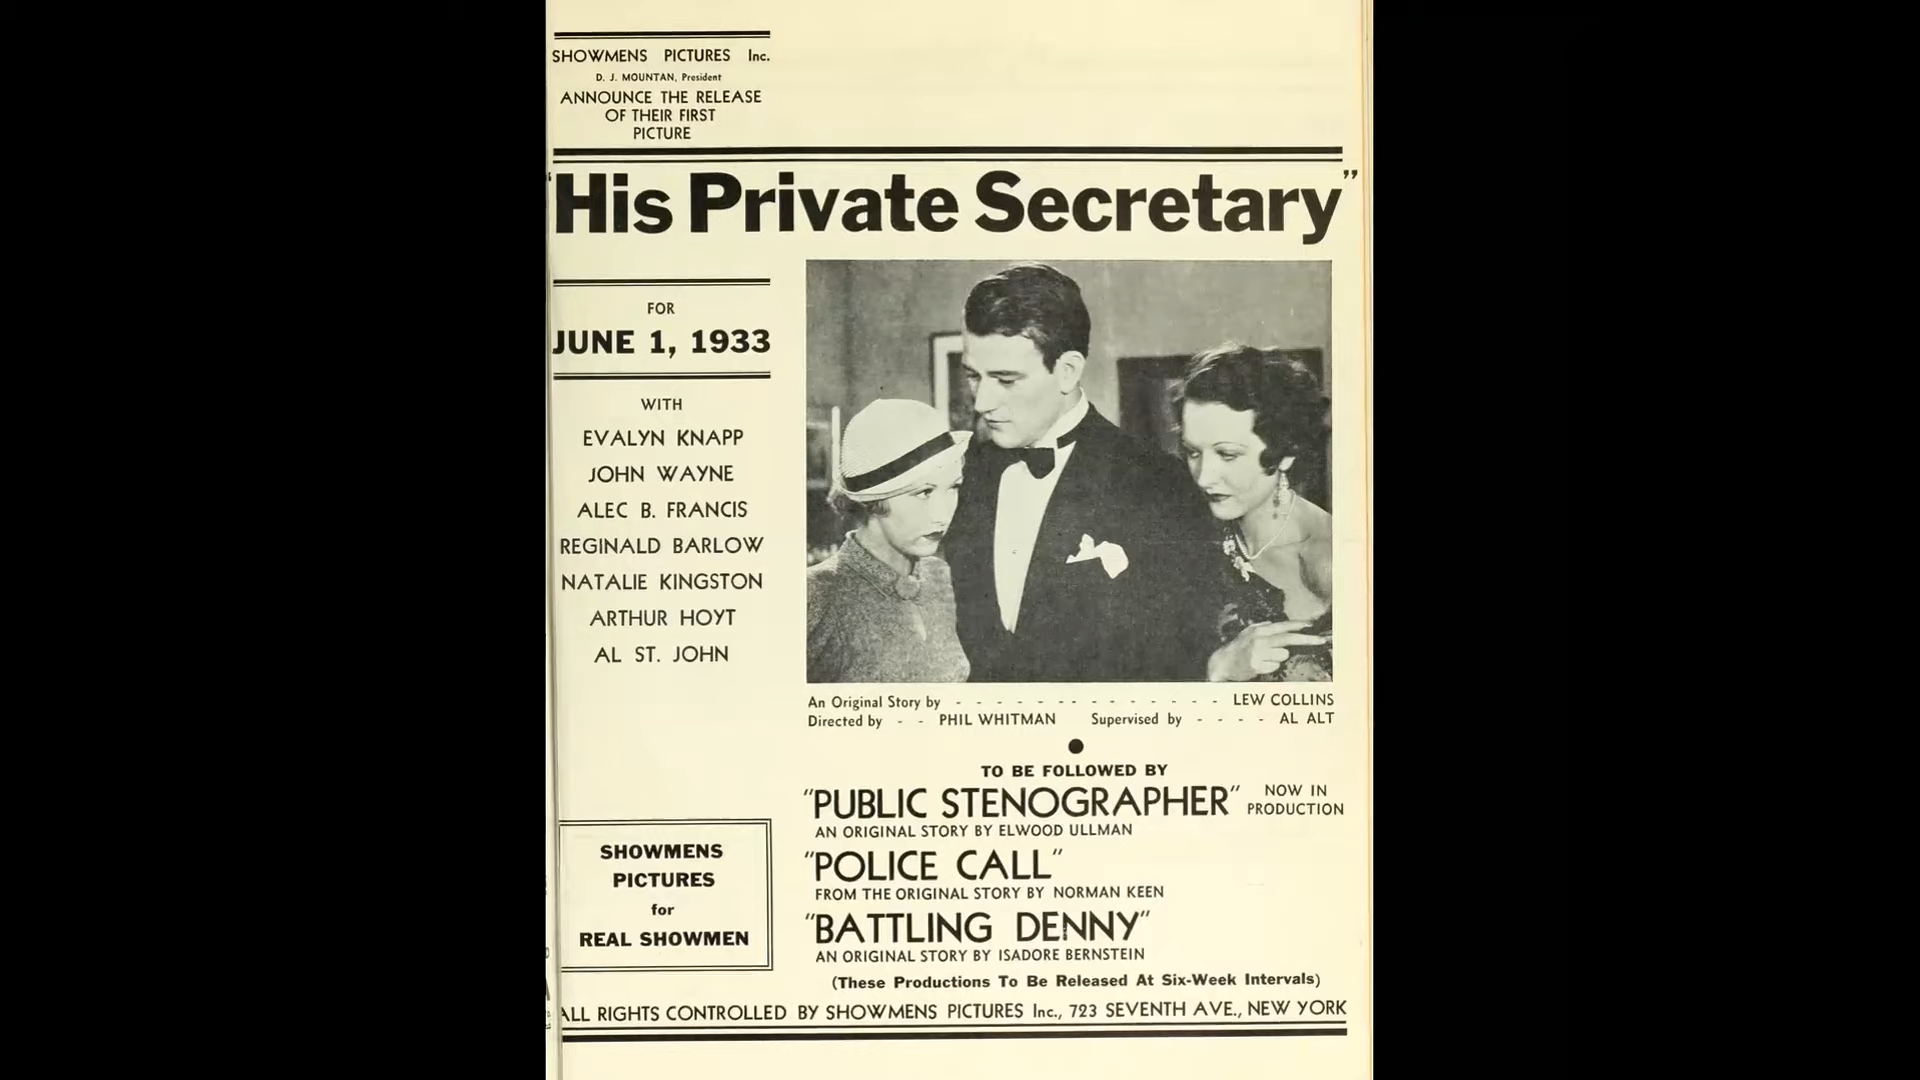 SHOWMENS PICTURES Inc.
D. J. MOUNTAN, President
ANNOUNCE THE RELEASE
OF THEIR FIRST
PICTURE
"His Private Secretary"
FOR
JUNE 1, 1933
WITH
EVALYN KNAPP
JOHN WAYNE
ALEC B. FRANCIS
REGINALD BARLOW
NATALIE KINGSTON
ARTHUR HOYT
AL ST. JOHN
An Original Story by - - - - - - - - - - - - - - LEW COLLINS
Directed by - - PHIL WHITMAN Supervised by - - - - AL ALT
TO BE FOLLOWED BY
"PUBLIC STENOGRAPHER" NOW IN PRODUCTION
AN ORIGINAL STORY BY ELWOOD ULLMAN
"POLICE CALL"
FROM THE ORIGINAL STORY BY NORMAN KEEN
"BATTLING DENNY"
AN ORIGINAL STORY BY ISADORE BERNSTEIN
(These Productions To Be Released At Six-Week Intervals)
SHOWMENS
PICTURES
for
REAL SHOWMEN
ALL RIGHTS CONTROLLED BY SHOWMENS PICTURES Inc., 723 SEVENTH AVE., NEW YORK